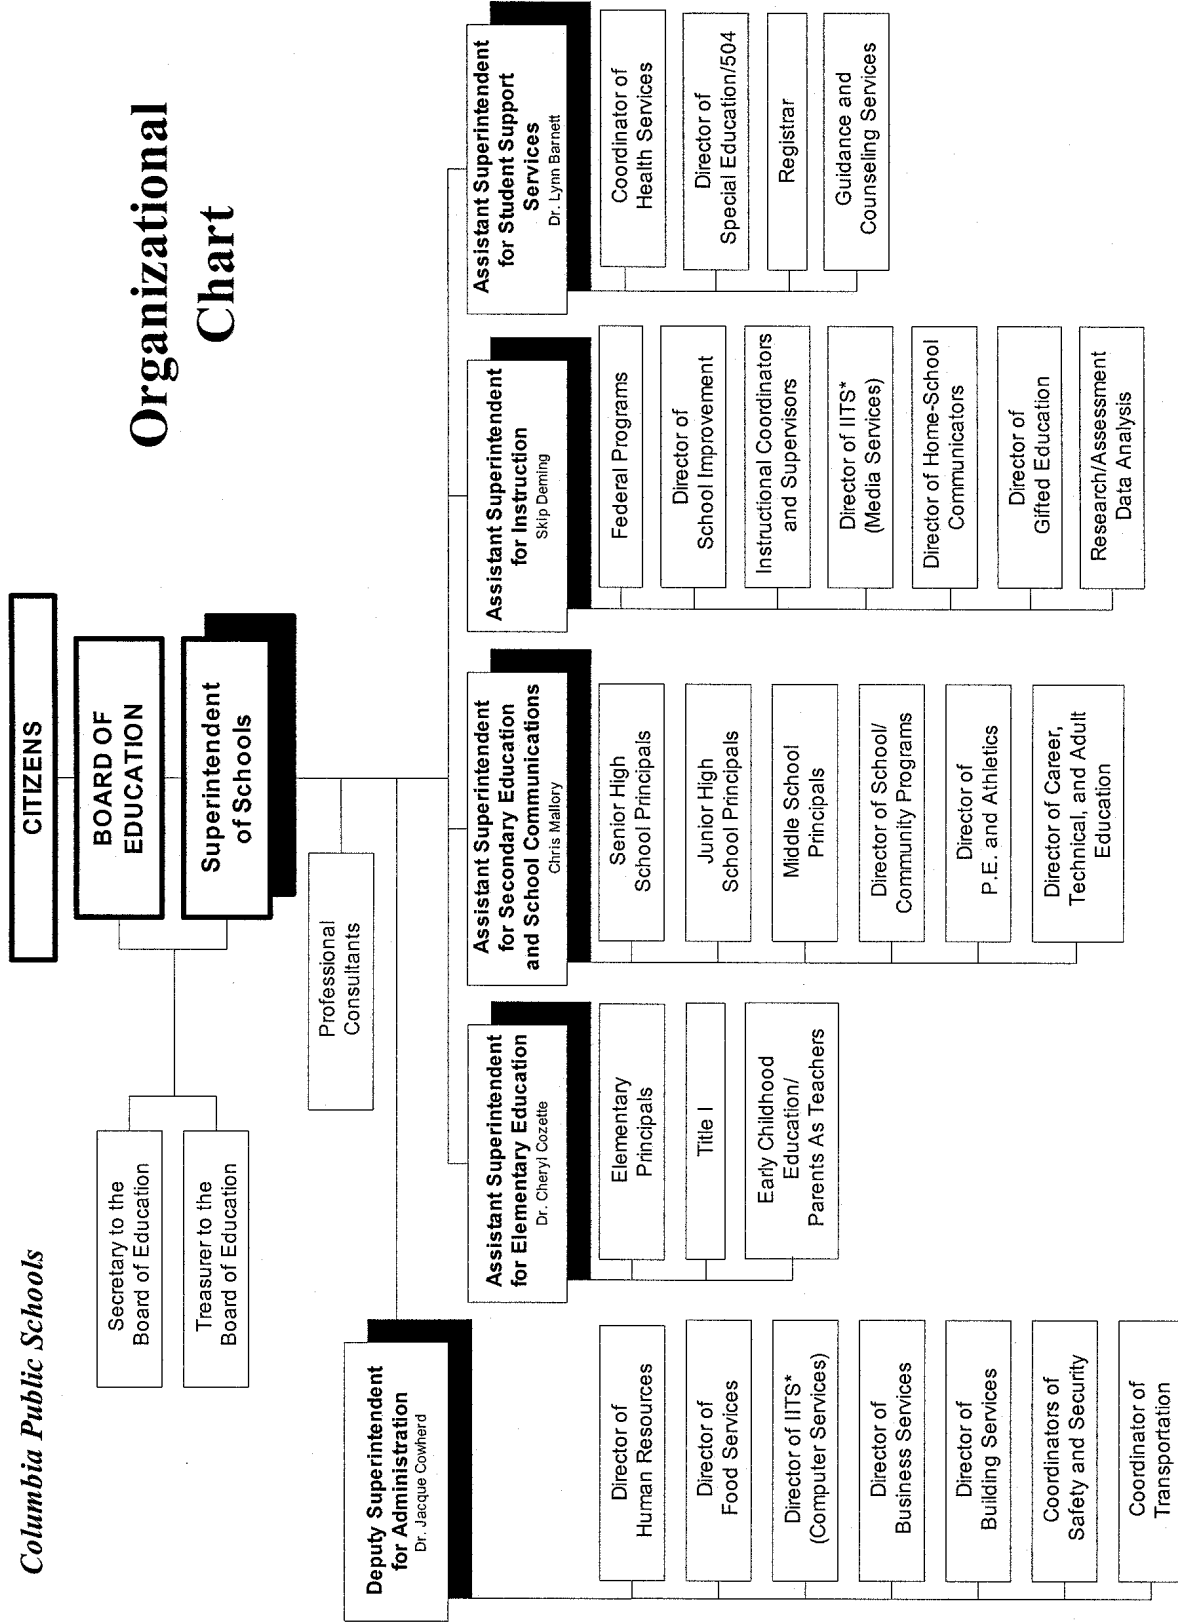 Columbia Public Schools
Organizational
Chart
CITIZENS
BOARD OF
EDUCATION
Superintendent
of Schools
Secretary to the
Board of Education
Treasurer to the
Board of Education
Professional
Consultants
Deputy Superintendent
for Administration
Dr. Jacque Cowherd
Director of
Human Resources
Director of
Food Services
Director of IITS*
(Computer Services)
Director of
Business Services
Director of
Building Services
Coordinators of
Safety and Security
Coordinator of
Transportation
Assistant Superintendent
for Elementary Education
Dr. Cheryl Cozette
Elementary
Principals
Title I
Early Childhood
Education/
Parents As Teachers
Assistant Superintendent
for Secondary Education
and School Communications
Chris Mallory
Senior High
School Principals
Junior High
School Principals
Middle School
Principals
Director of School/
Community Programs
Director of
P.E. and Athletics
Director of Career,
Technical, and Adult
Education
Assistant Superintendent
for Instruction
Skip Deming
Federal Programs
Director of
School Improvement
Instructional Coordinators
and Supervisors
Director of IITS*
(Media Services)
Director of Home-School
Communicators
Director of
Gifted Education
Research/Assessment
Data Analysis
Assistant Superintendent
for Student Support
Services
Dr. Lynn Barnett
Coordinator of
Health Services
Director of
Special Education/504
Registrar
Guidance and
Counseling Services